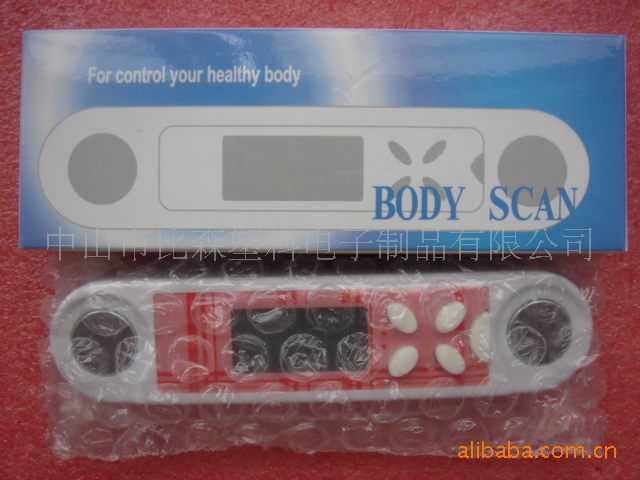 For control your healthy body
BODY SCAN
中山市比森塑料电子制品有限公司
alibaba.com.cn